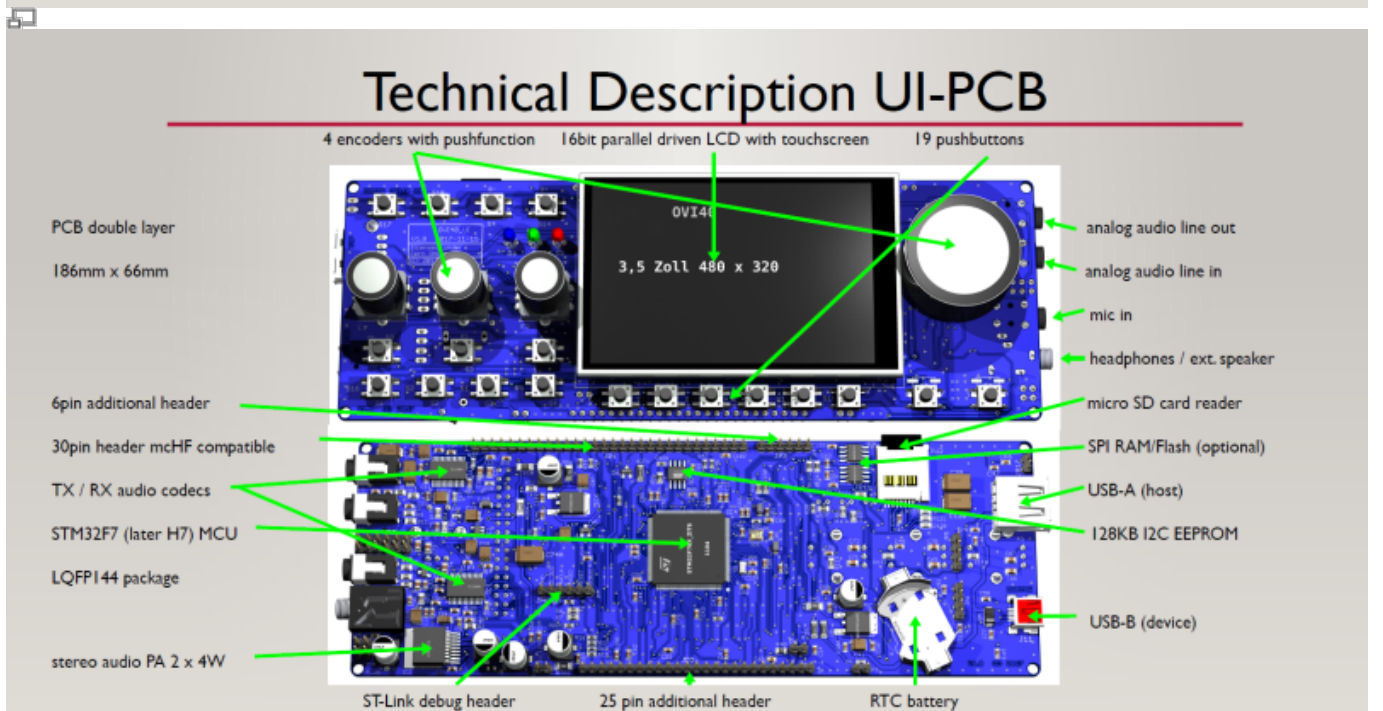 Technical Description UI-PCB
4 encoders with pushfunction
16bit parallel driven LCD with touchscreen
19 pushbuttons
PCB double layer
186mm x 66mm
OVI40
3,5 Zoll 480 x 320
analog audio line out
analog audio line in
mic in
headphones / ext. speaker
6pin additional header
micro SD card reader
30pin header mcHF compatible
SPI RAM/Flash (optional)
TX / RX audio codecs
USB-A (host)
STM32F7 (later H7) MCU
128KB I2C EEPROM
LQFP144 package
USB-B (device)
stereo audio PA 2 x 4W
ST-Link debug header
25 pin additional header
RTC battery